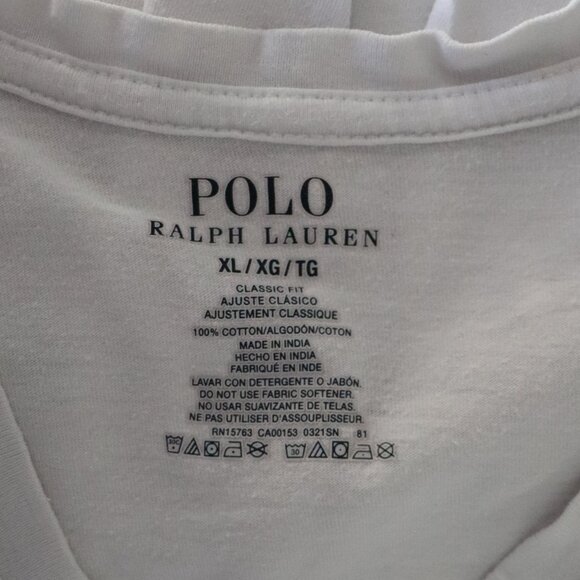 POLO
RALPH LAUREN
XL / XG / TG
CLASSIC FIT
AJUSTE CLÁSICO
AJUSTEMENT CLASSIQUE
100% COTTON/ALGODÓN/COTON
MADE IN INDIA
HECHO EN INDIA
FABRIQUÉ EN INDE
LAVAR CON DETERGENTE O JABÓN.
DO NOT USE FABRIC SOFTENER.
NO USAR SUAVIZANTE DE TELAS.
NE PAS UTILISER D'ASSOUPLISSEUR.
RN15763 CA00153 0321SN 81
30